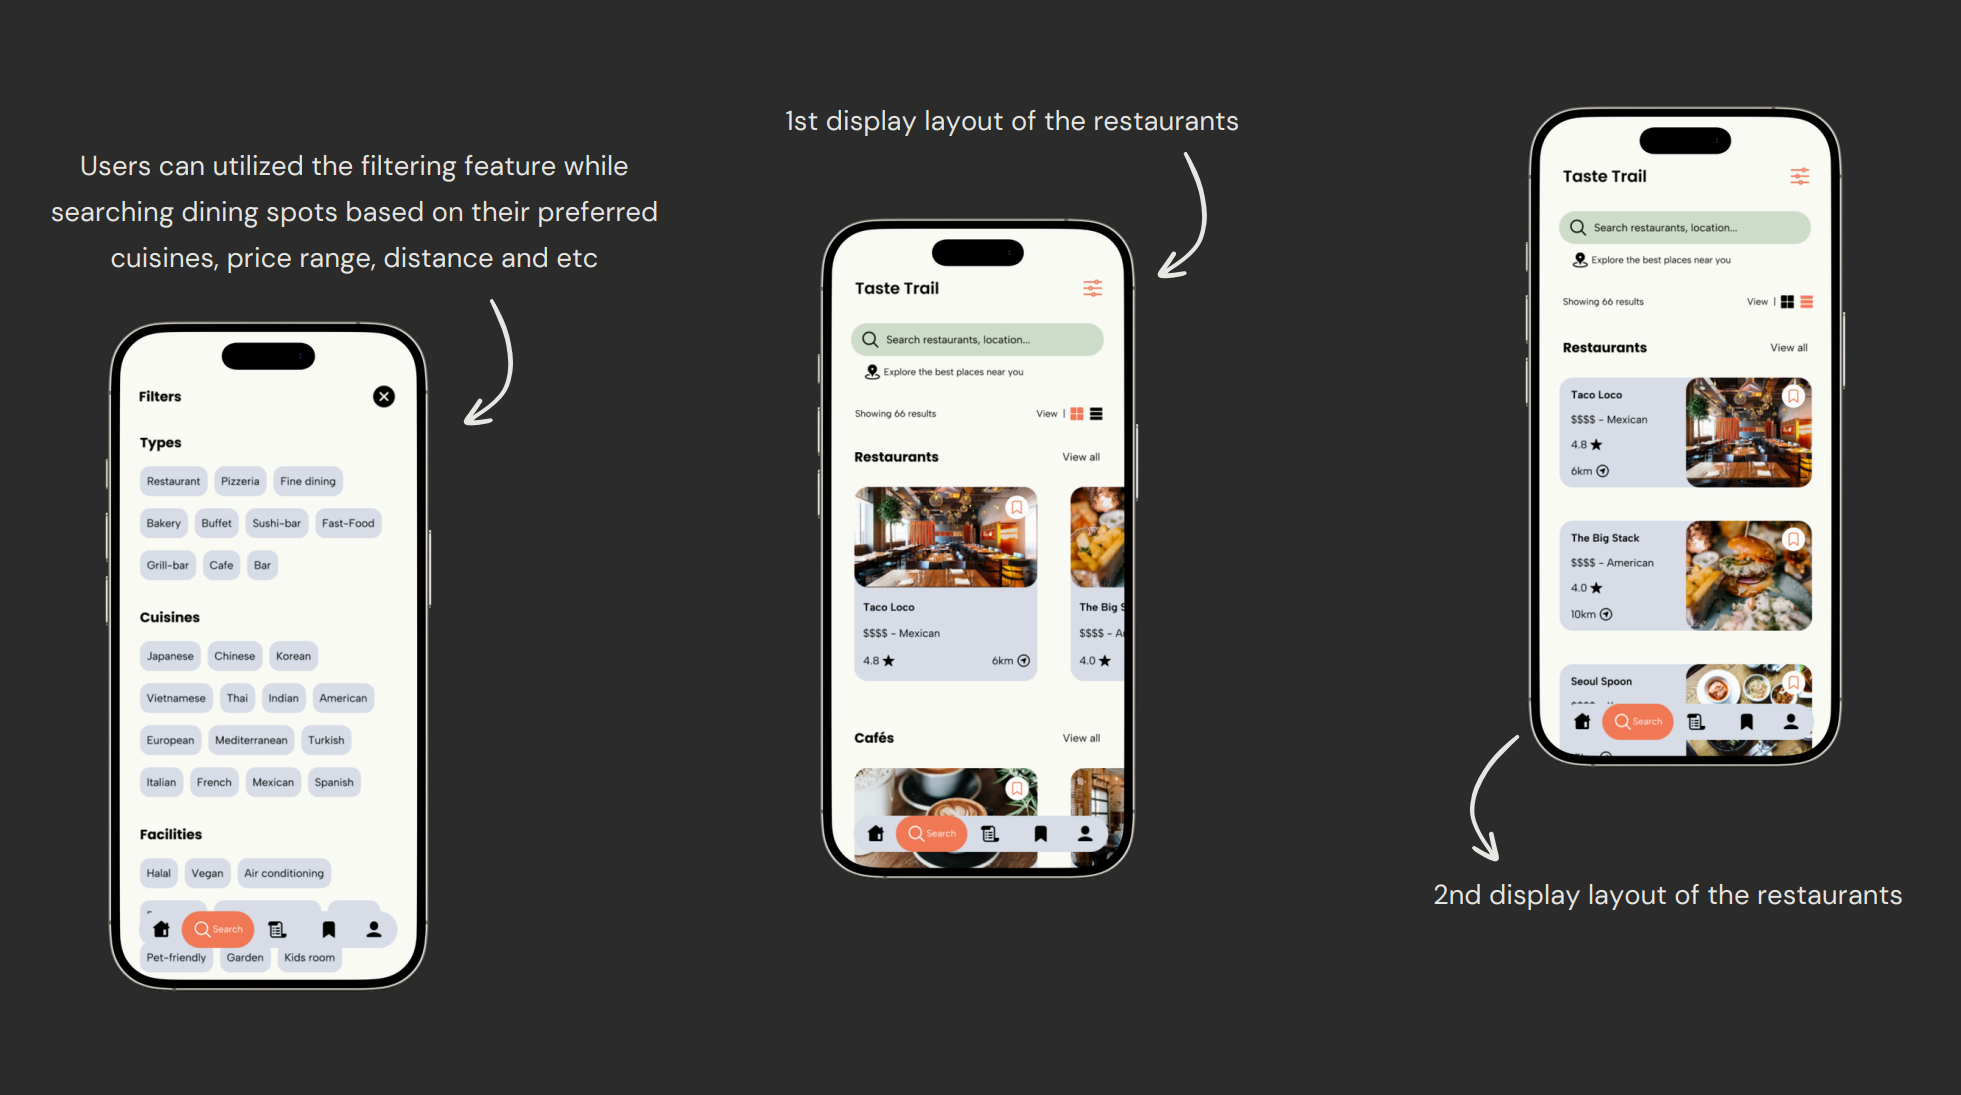 Users can utilized the filtering feature while
searching dining spots based on their preferred
cuisines, price range, distance and etc
Filters
Types
Restaurant Pizzeria Fine dining
Bakery Buffet Sushi-bar Fast-Food
Grill-bar Cafe Bar
Cuisines
Japanese Chinese Korean
Vietnamese Thai Indian American
European Mediterranean Turkish
Italian French Mexican Spanish
Facilities
Halal Vegan Air conditioning
Search
Pet-friendly Garden Kids room
1st display layout of the restaurants
Taste Trail
Search restaurants, location...
Explore the best places near you
Showing 66 results View |
Restaurants View all
Taco Loco The Big S
$$$$ - Mexican $$$$ - A
4.8 6km 4.0
Cafés View all
Search
Taste Trail
Search restaurants, location...
Explore the best places near you
Showing 66 results View |
Restaurants View all
Taco Loco
$$$$ - Mexican
4.8
6km
The Big Stack
$$$$ - American
4.0
10km
Seoul Spoon
Search
2nd display layout of the restaurants